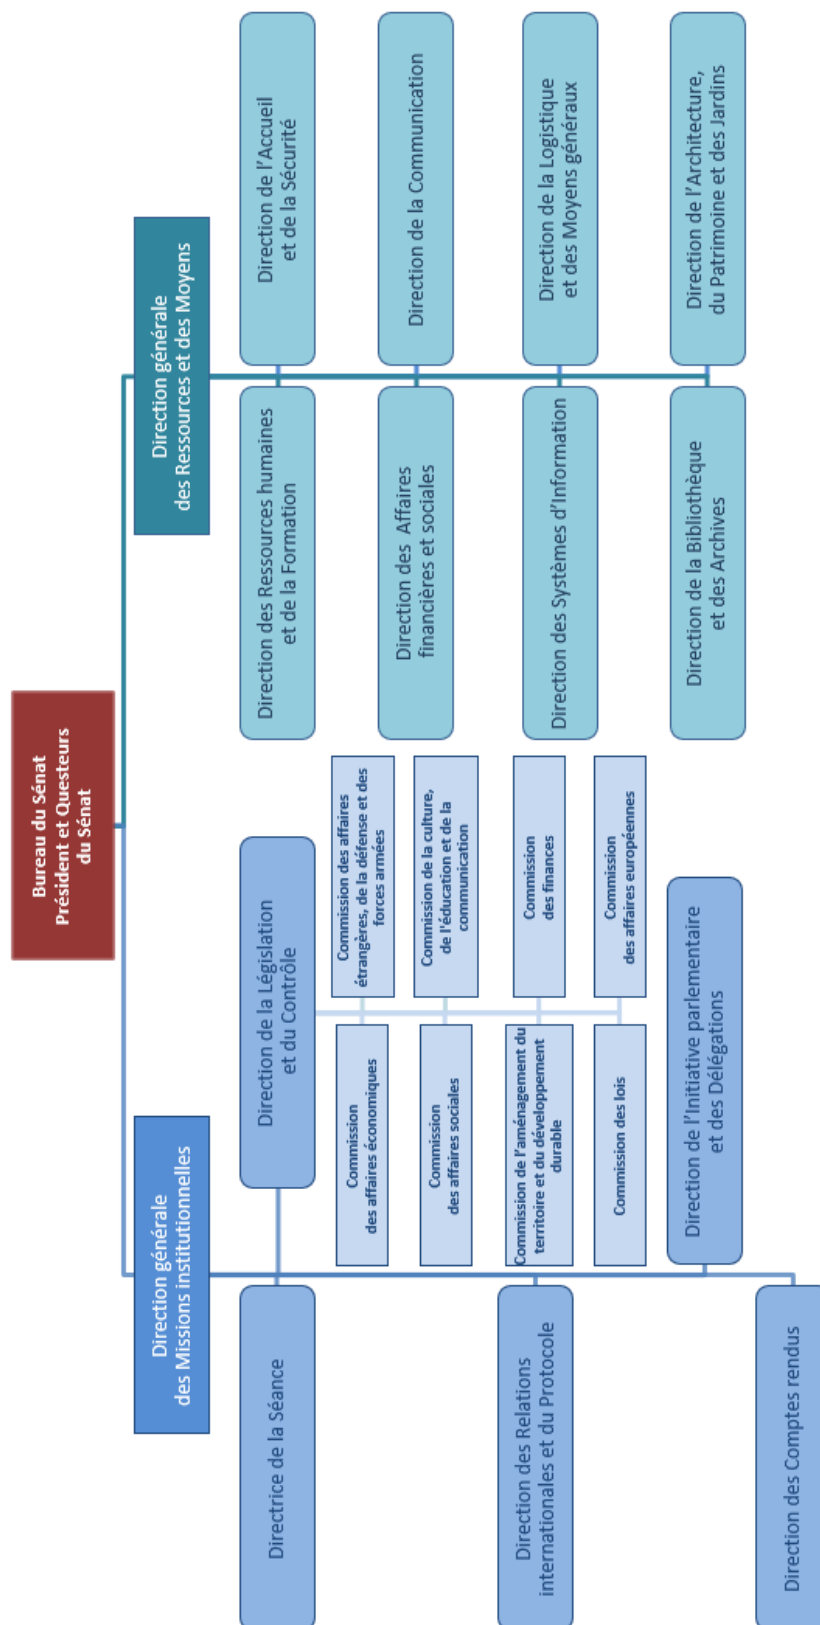 Bureau du Sénat
Président et Questeurs
du Sénat
Direction générale
des Missions institutionnelles
Direction générale
des Ressources et des Moyens
Directrice de la Séance
Direction de la Législation
et du Contrôle
Commission
des affaires économiques
Commission des affaires
étrangères, de la défense et des
forces armées
Commission
des affaires sociales
Commission de la culture,
de l'éducation et de la
communication
Commission de l'aménagement du
territoire et du développement
durable
Commission
des finances
Commission des lois
Commission
des affaires européennes
Direction des Relations
internationales et du Protocole
Direction de l'Initiative parlementaire
et des Délégations
Direction des Comptes rendus
Direction des Ressources humaines
et de la Formation
Direction de l'Accueil
et de la Sécurité
Direction des Affaires
financières et sociales
Direction de la Communication
Direction des Systèmes d'Information
Direction de la Logistique
et des Moyens généraux
Direction de la Bibliothèque
et des Archives
Direction de l'Architecture,
du Patrimoine et des Jardins